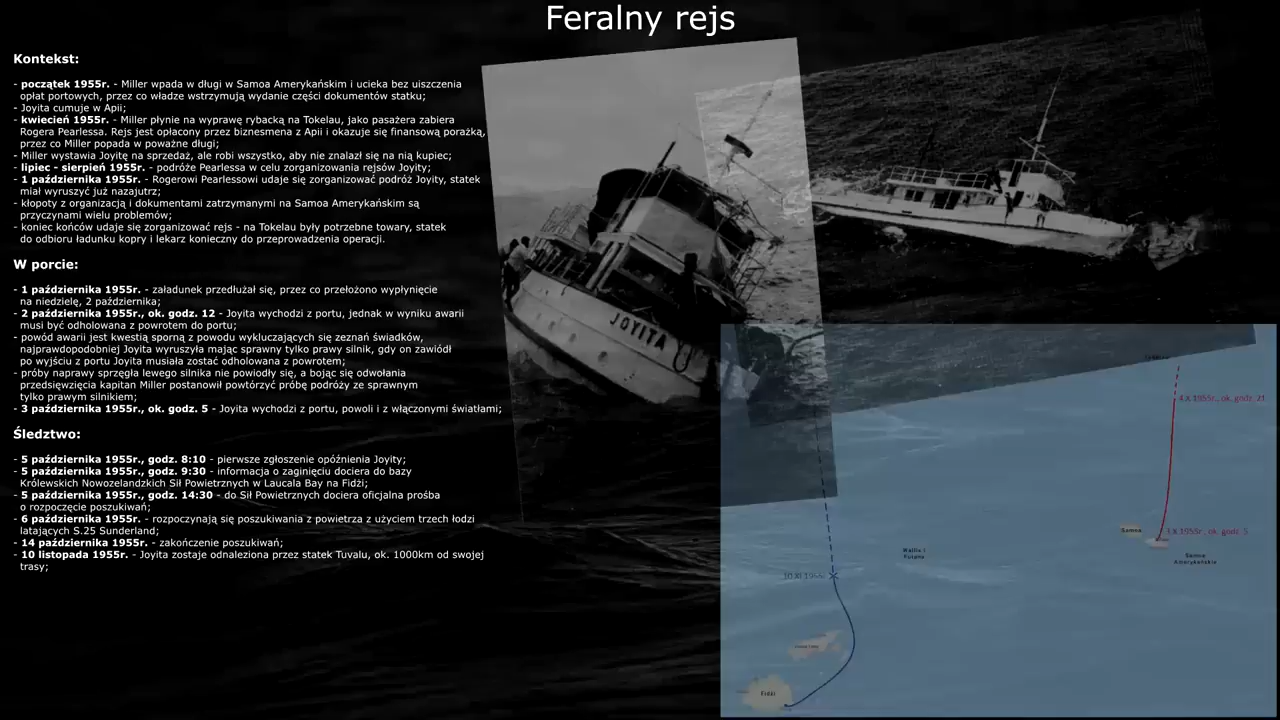 Feralny rejs
Kontekst:
- początek 1955r. - Miller wpada w długi w Samoa Amerykańskim i ucieka bez uiszczenia
opłat portowych, przez co władze wstrzymują wydanie części dokumentów statku;
- Joyita cumuje w Apii;
- kwiecień 1955r. - Miller płynie na wyprawę rybacką na Tokelau, jako pasażera zabiera
Rogera Pearlessa. Rejs jest opłacony przez biznesmena z Apii i okazuje się finansową porażką,
przez co Miller popada w poważne długi;
- Miller wystawia Joyitę na sprzedaż, ale robi wszystko, aby nie znalazł się na nią kupiec;
- lipiec - sierpień 1955r. - podróże Pearlessa w celu zorganizowania rejsów Joyity;
- 1 października 1955r. - Rogerowi Pearlessowi udaje się zorganizować podróż Joyity, statek
miał wyruszyć już nazajutrz;
- kłopoty z organizacją i dokumentami zatrzymanymi na Samoa Amerykańskim są
przyczynami wielu problemów;
- koniec końców udaje się zorganizować rejs - na Tokelau były potrzebne towary, statek
do odbioru ładunku kopry i lekarz konieczny do przeprowadzenia operacji.
W porcie:
- 1 października 1955r. - załadunek przedłużał się, przez co przełożono wypłynięcie
na niedzielę, 2 października;
- 2 października 1955r., ok. godz. 12 - Joyita wychodzi z portu, jednak w wyniku awarii
musi być odholowana z powrotem do portu;
- powód awarii jest kwestią sporną z powodu wykluczających się zeznań świadków,
najprawdopodobniej Joyita wyruszyła mając sprawny tylko prawy silnik, gdy on zawiódł
po wyjściu z portu Joyita musiała zostać odholowana z powrotem;
- próby naprawy sprzęgła lewego silnika nie powiodły się, a bojąc się odwołania
przedsięwzięcia kapitan Miller postanowił powtórzyć próbę podróży ze sprawnym
tylko prawym silnikiem;
- 3 października 1955r., ok. godz. 5 - Joyita wychodzi z portu, powoli i z włączonymi światłami;
Śledztwo:
- 5 października 1955r., godz. 8:10 - pierwsze zgłoszenie opóźnienia Joyity;
- 5 października 1955r., godz. 9:30 - informacja o zaginięciu dociera do bazy
Królewskich Nowozelandzkich Sił Powietrznych w Laucala Bay na Fidżi;
- 5 października 1955r., godz. 14:30 - do Sił Powietrznych dociera oficjalna prośba
o rozpoczęcie poszukiwań;
- 6 października 1955r. - rozpoczynają się poszukiwania z powietrza z użyciem trzech łodzi
latających S.25 Sunderland;
- 14 października 1955r. - zakończenie poszukiwań;
- 10 listopada 1955r. - Joyita zostaje odnaleziona przez statek Tuvalu, ok. 1000km od swojej
trasy;
JOYITA
4 X 1955r., ok. godz. 21
3 X 1955r., ok. godz. 5
Samoa
Samoa
Amerykańskie
Wallis i
Futuna
10 XI 1955r.
Fidżi